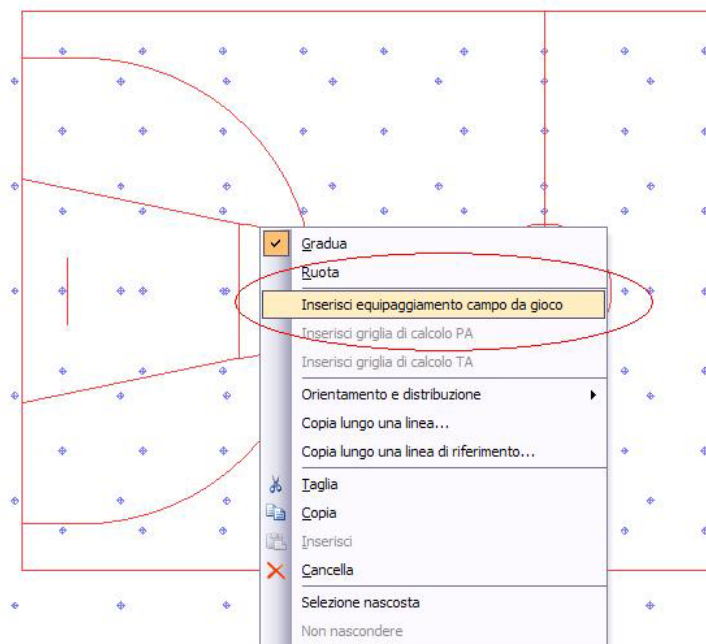 Gradua
Ruota
Inserisci equipaggiamento campo da gioco
Inserisci griglia di calcolo PA
Inserisci griglia di calcolo TA
Orientamento e distribuzione
Copia lungo una linea...
Copia lungo una linea di riferimento...
Taglia
Copia
Inserisci
Cancella
Selezione nascosta
Non nascondere